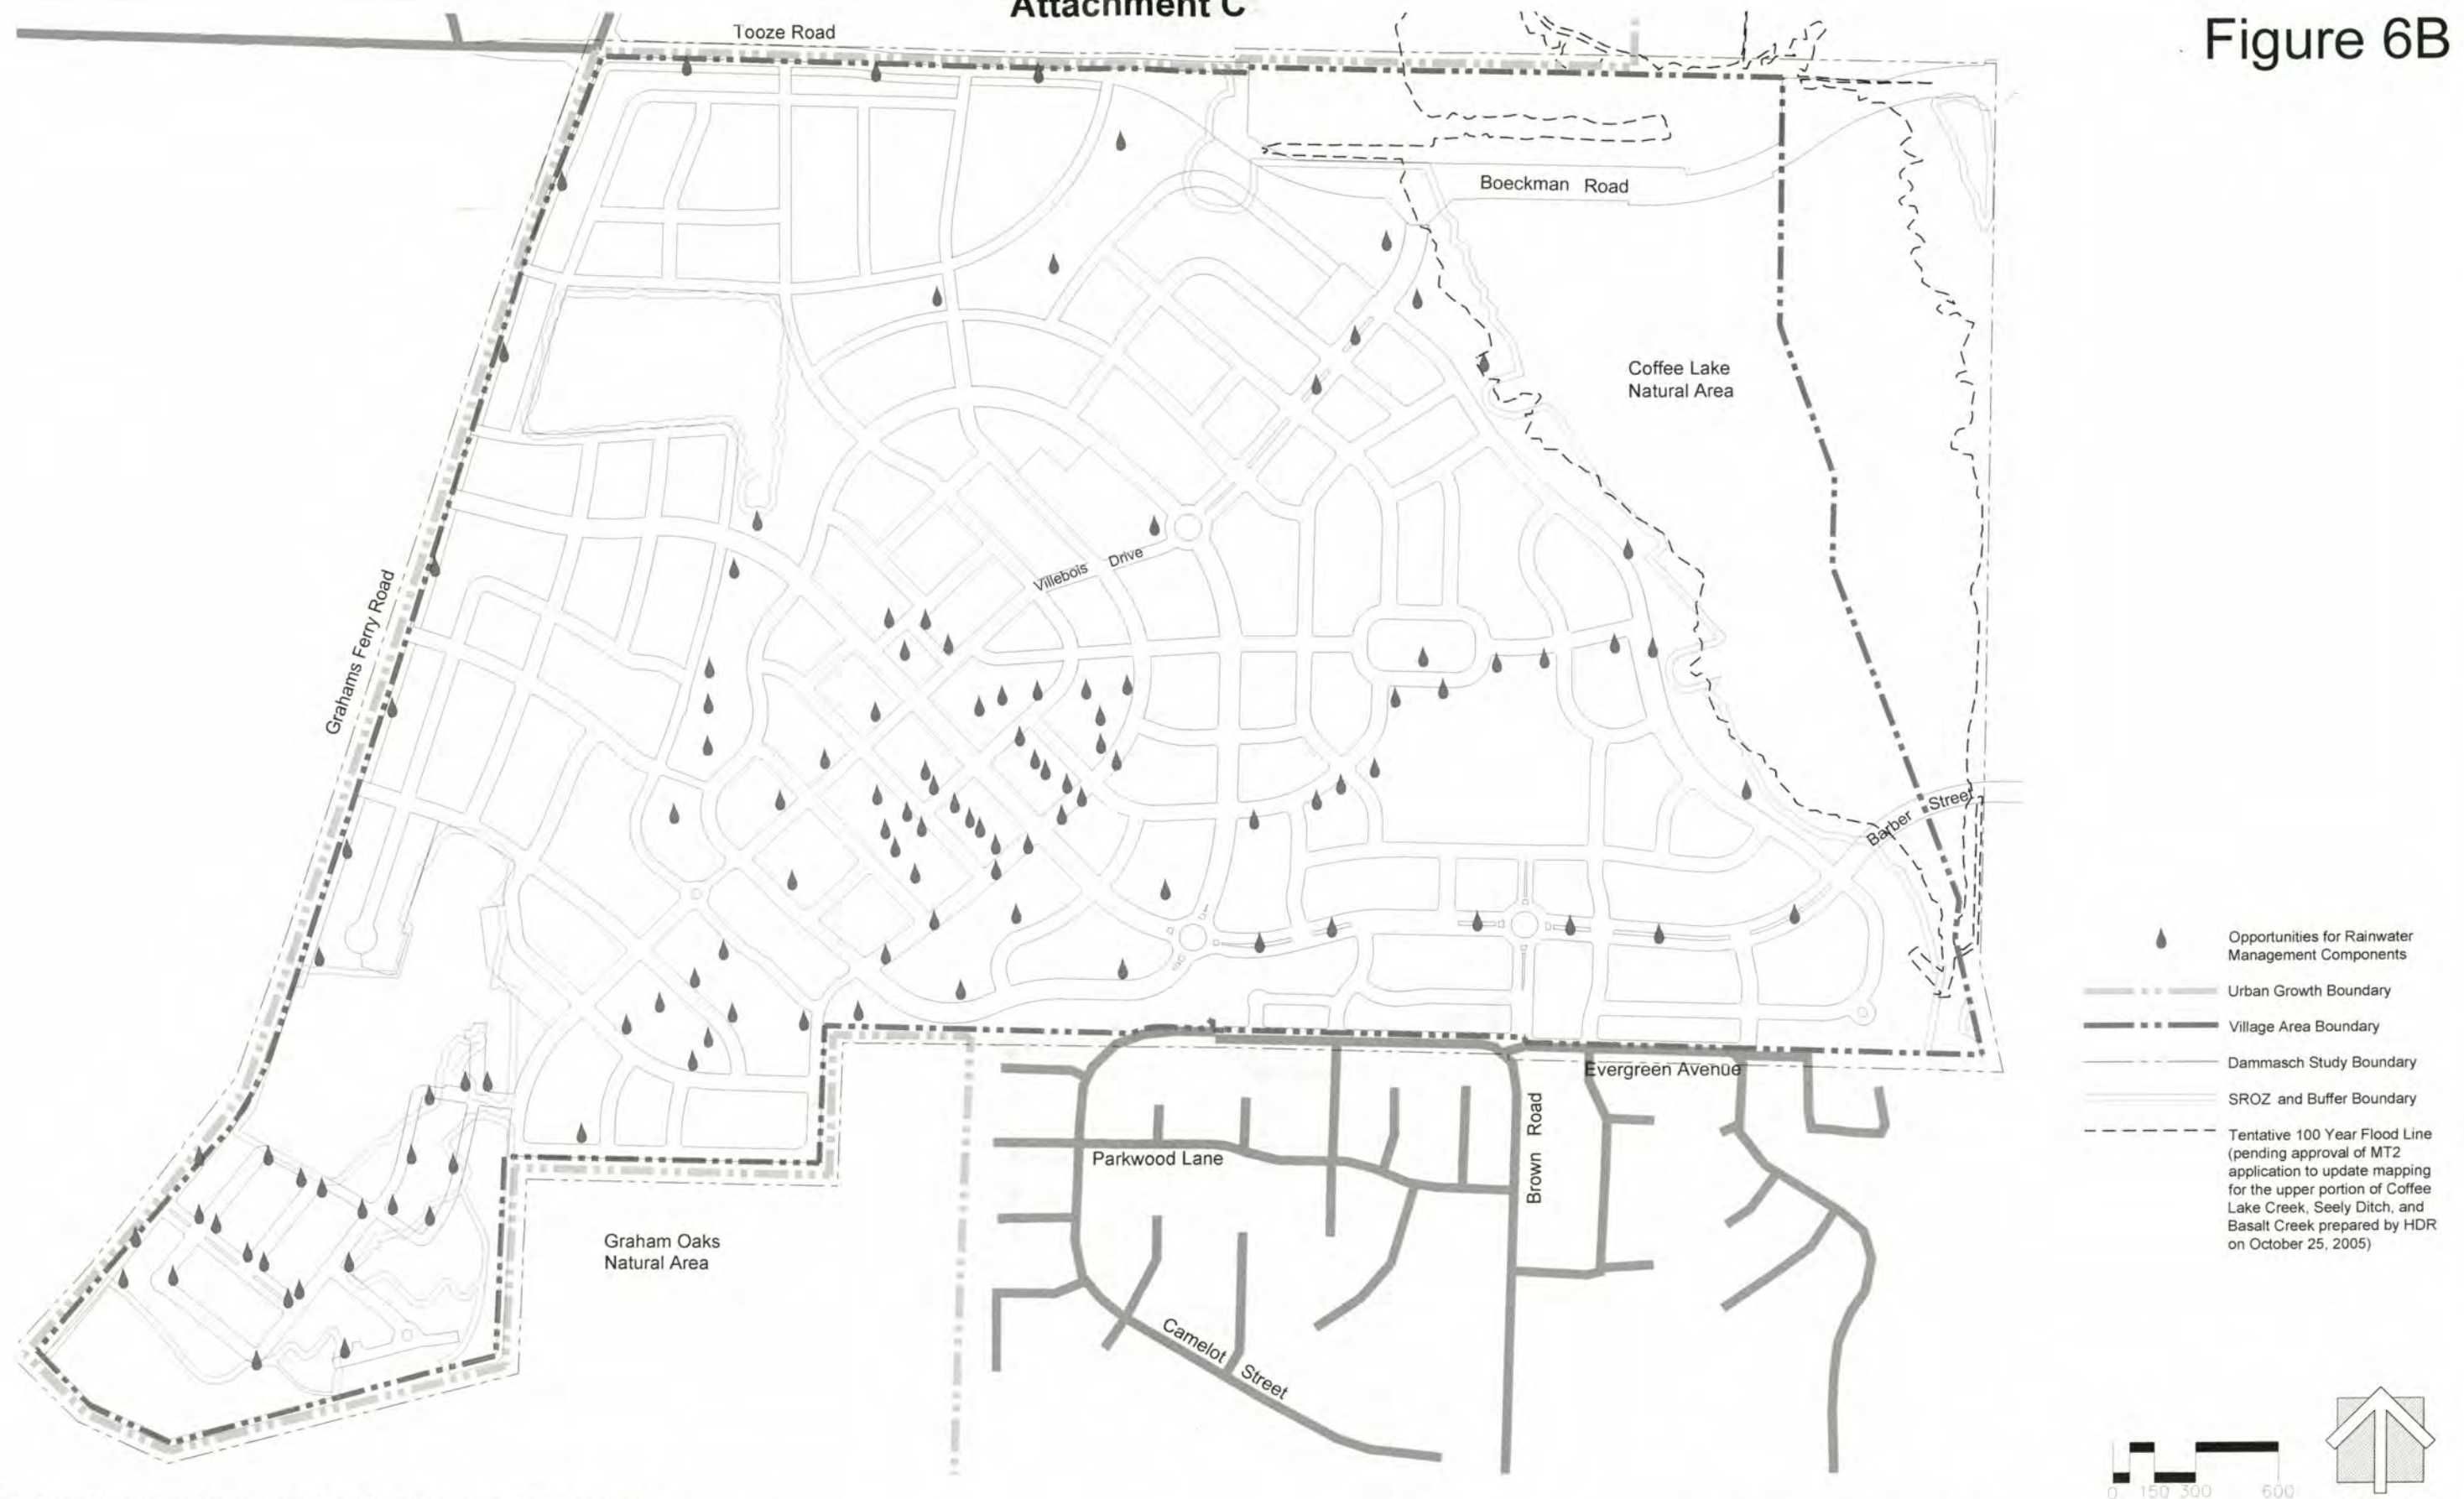 Attachment C
Figure 6B
Tooze Road
Boeckman Road
Coffee Lake
Natural Area
Villebois Drive
Grahams Ferry Road
Barber Street
Evergreen Avenue
Parkwood Lane
Brown Road
Graham Oaks
Natural Area
Camelot Street
Opportunities for Rainwater
Management Components
Urban Growth Boundary
Village Area Boundary
Dammasch Study Boundary
SROZ and Buffer Boundary
Tentative 100 Year Flood Line
(pending approval of MT2
application to update mapping
for the upper portion of Coffee
Lake Creek, Seely Ditch, and
Basalt Creek prepared by HDR
on October 25, 2005)
0 150 300 600